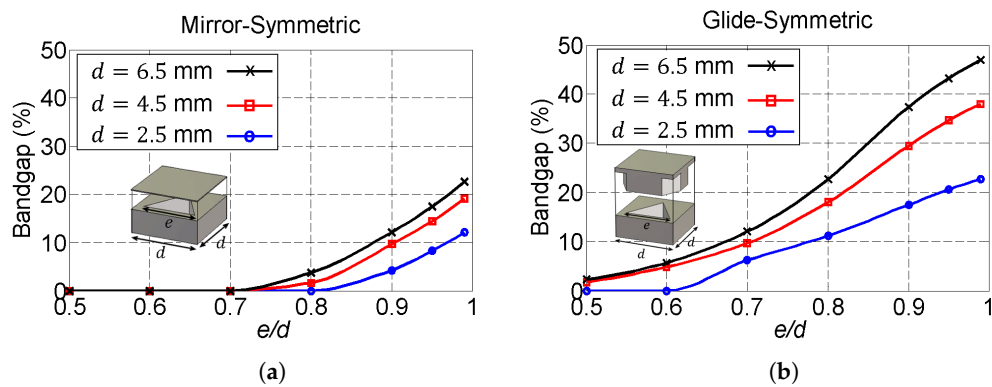 Mirror-Symmetric
Bandgap (%)
50
40
30
20
10
0
d = 6.5 mm
d = 4.5 mm
d = 2.5 mm
e
d
d
0.5 0.6 0.7 0.8 0.9 1
e/d
(a)
Glide-Symmetric
Bandgap (%)
50
40
30
20
10
0
d = 6.5 mm
d = 4.5 mm
d = 2.5 mm
e
d
d
0.5 0.6 0.7 0.8 0.9 1
e/d
(b)